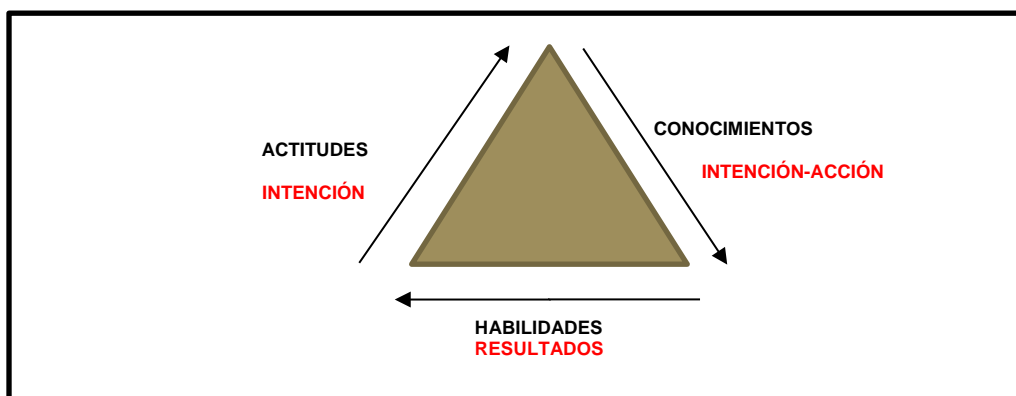 ACTITUDES
INTENCIÓN
CONOCIMIENTOS
INTENCIÓN-ACCIÓN
HABILIDADES
RESULTADOS